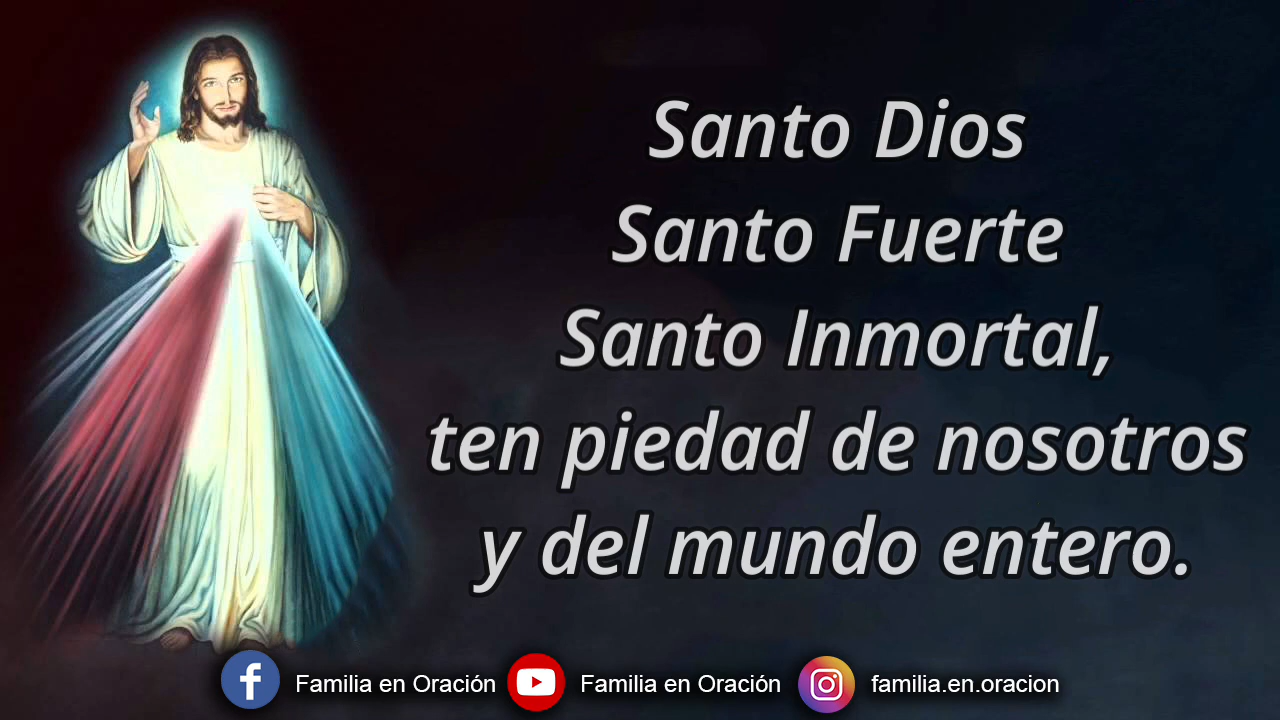 Santo Dios
Santo Fuerte
Santo Inmortal,
ten piedad de nosotros
y del mundo entero.
Familia en Oración
Familia en Oración
familia.en.oracion